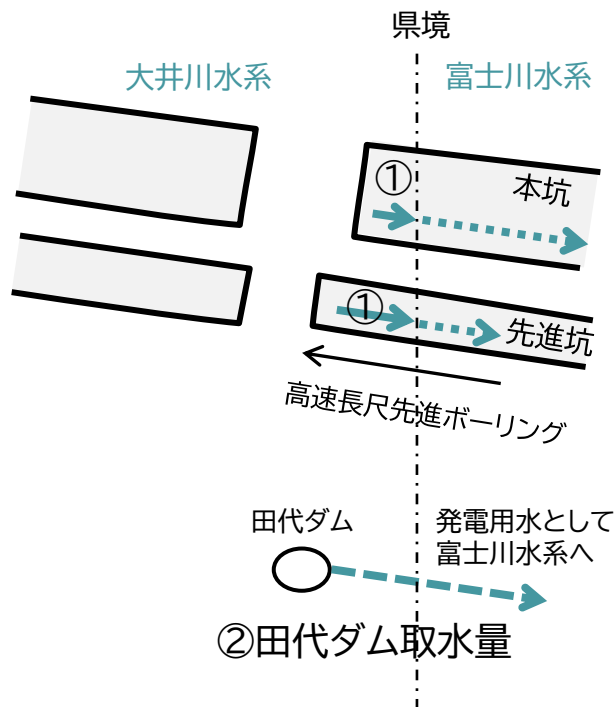 県境
大井川水系
富士川水系
①
本坑
①
先進坑
高速長尺先進ボーリング
田代ダム
発電用水として
富士川水系へ
②田代ダム取水量